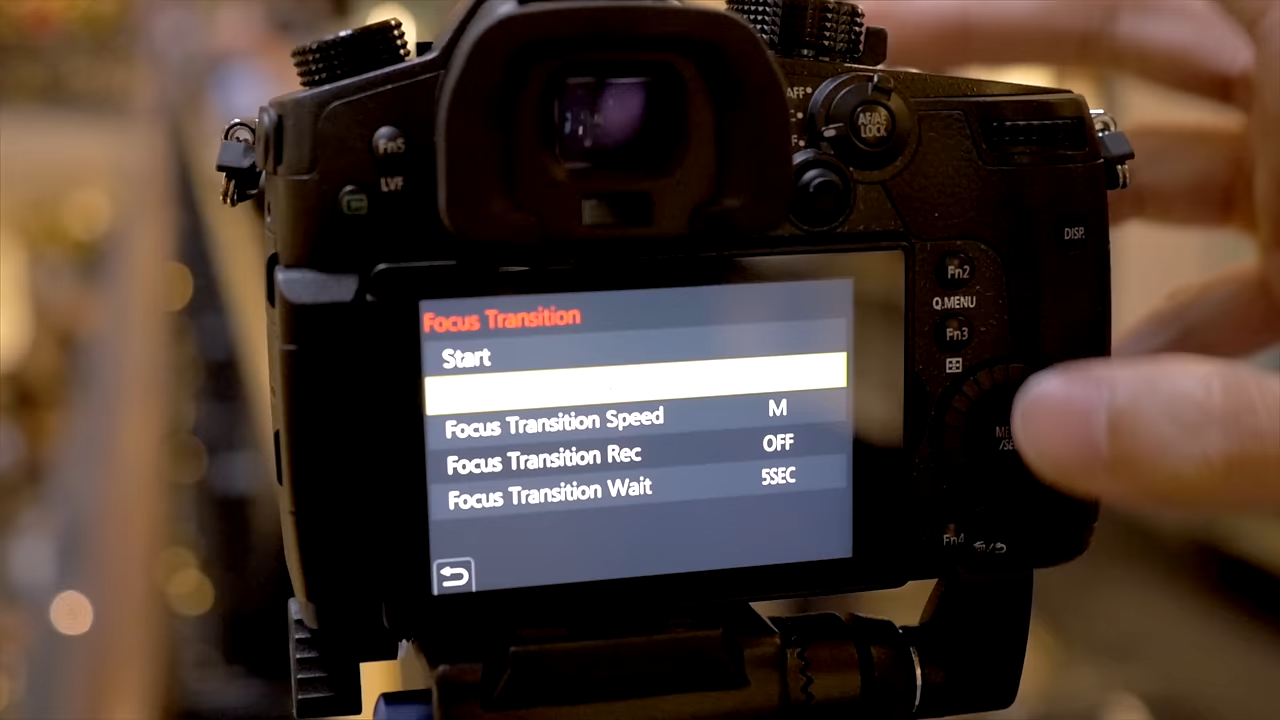 AFF
AF/AE
LOCK
Fn5
LVF
DISP.
Fn2
Q.MENU
Fn3
Focus Transition
Start
Focus Transition Speed M
Focus Transition Rec OFF
Focus Transition Wait 5SEC
Fn4